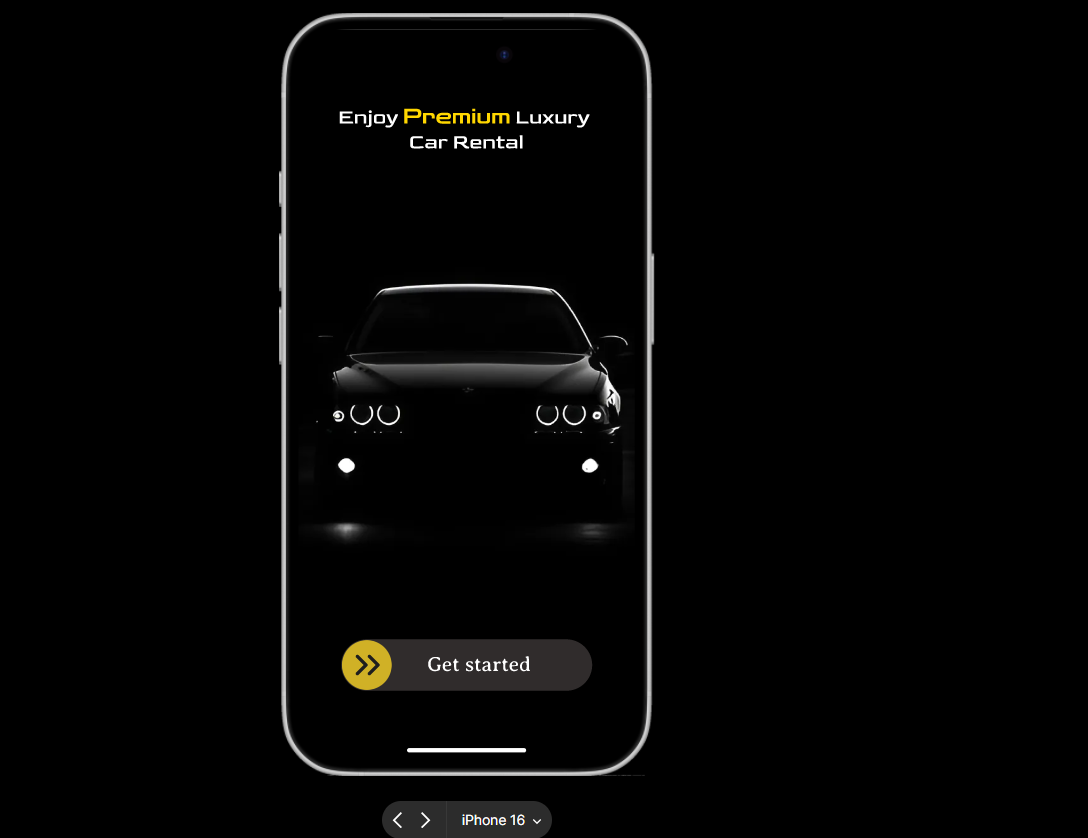 Enjoy Premium Luxury
Car Rental
Get started
iPhone 16